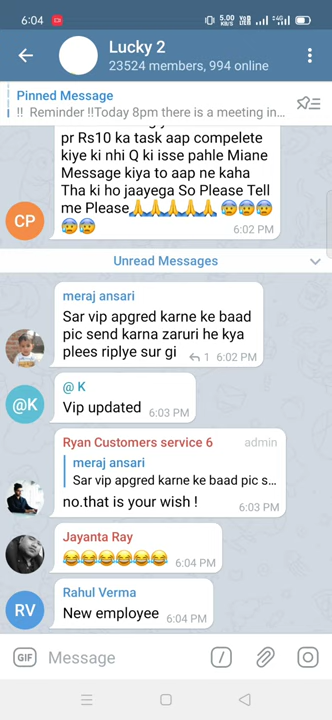 6:04
5.00
KB/S
4G
Lucky 2
23524 members, 994 online
Pinned Message
!! Reminder !!Today 8pm there is a meeting in...
pr Rs10 ka task aap compelete
kiye ki nhi Q ki isse pahle Miane
Message kiya to aap ne kaha
Tha ki ho jaayega So Please Tell
me Please🙏🙏🙏🙏🙏 😰😰😰
😰😰
6:02 PM
CP
Unread Messages
meraj ansari
Sar vip apgred karne ke baad
pic send karna zaruri he kya
plees riplye sur gi
1 6:02 PM
@K
@ K
Vip updated
6:03 PM
Ryan Customers service 6 admin
meraj ansari
Sar vip apgred karne ke baad pic s...
no.that is your wish !
6:03 PM
Jayanta Ray
😂😂😂😂😂😂 6:04 PM
RV
Rahul Verma
New employee 6:04 PM
GIF Message